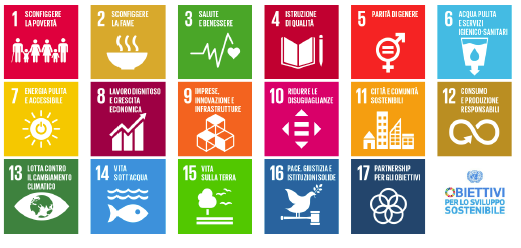 1 SCONFIGGERE
LA POVERTÀ
2 SCONFIGGERE
LA FAME
3 SALUTE
E BENESSERE
4 ISTRUZIONE
DI QUALITÀ
5 PARITÀ DI GENERE
6 ACQUA PULITA
E SERVIZI
IGIENICO-SANITARI
7 ENERGIA PULITA
E ACCESSIBILE
8 LAVORO DIGNITOSO
E CRESCITA
ECONOMICA
9 IMPRESE,
INNOVAZIONE E
INFRASTRUTTURE
10 RIDURRE LE
DISUGUAGLIANZE
11 CITTÀ E COMUNITÀ
SOSTENIBILI
12 CONSUMO
E PRODUZIONE
RESPONSABILI
13 LOTTA CONTRO
IL CAMBIAMENTO
CLIMATICO
14 VITA
SOTT'ACQUA
15 VITA
SULLA TERRA
16 PACE, GIUSTIZIA E
ISTITUZIONI SOLIDE
17 PARTNERSHIP
PER GLI OBIETTIVI
OBIETTIVI
PER LO SVILUPPO
SOSTENIBILE